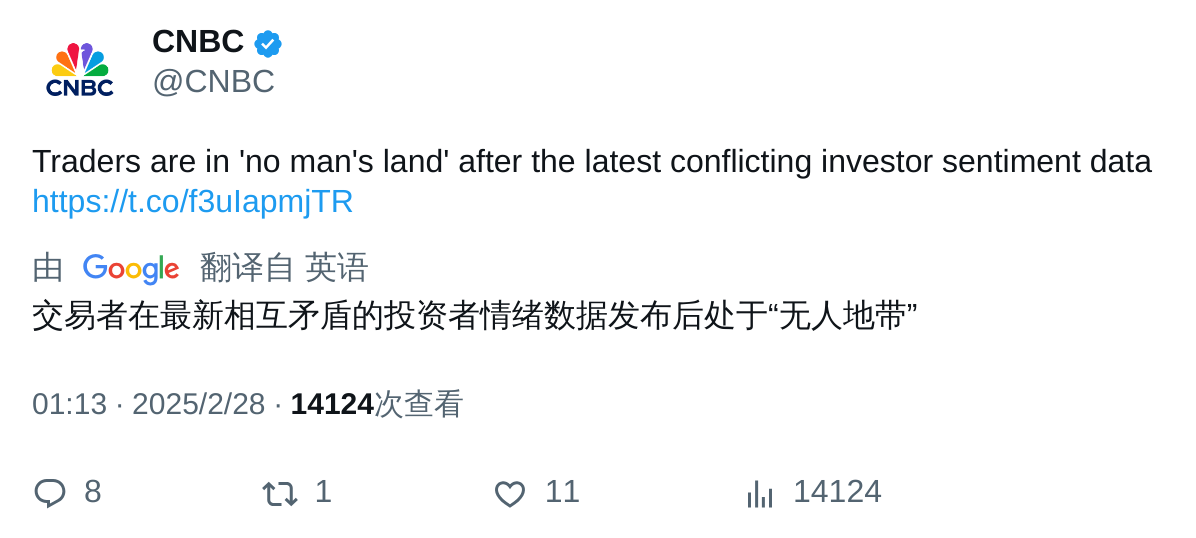 CNBC
CNBC
@CNBC
Traders are in 'no man's land' after the latest conflicting investor sentiment data
https://t.co/f3uIapmjTR
由 Google 翻译自 英语
交易者在最新相互矛盾的投资者情绪数据发布后处于“无人地带”
01:13 · 2025/2/28 · 14124次查看
8 1 11 14124